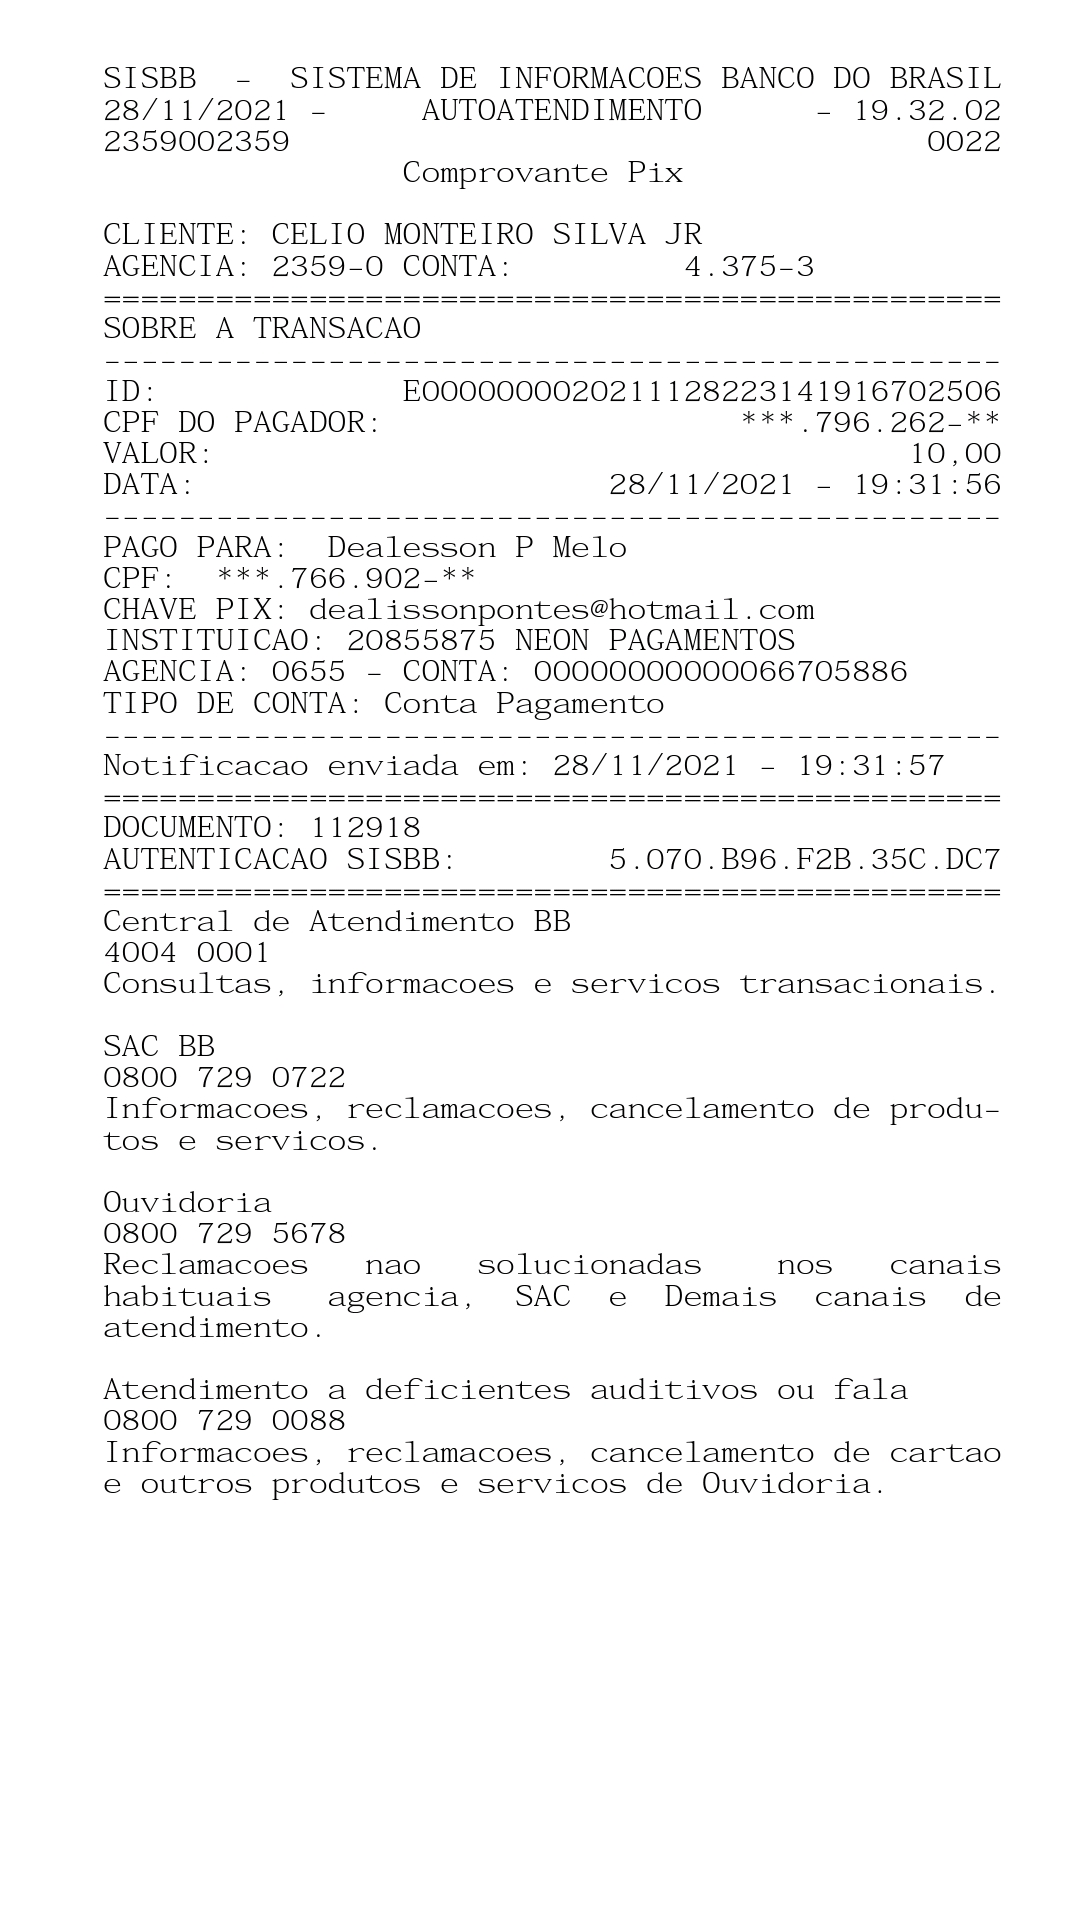 SISBB - SISTEMA DE INFORMACOES BANCO DO BRASIL
28/11/2021 - AUTOATENDIMENTO - 19.32.02
2359002359 0022
Comprovante Pix
CLIENTE: CELIO MONTEIRO SILVA JR
AGENCIA: 2359-0 CONTA: 4.375-3
================================================
SOBRE A TRANSACAO
------------------------------------------------
ID: E0000000020211128223141916702506
CPF DO PAGADOR: ***.796.262-**
VALOR: 10,00
DATA: 28/11/2021 - 19:31:56
------------------------------------------------
PAGO PARA: Dealesson P Melo
CPF: ***.766.902-**
CHAVE PIX: dealissonpontes@hotmail.com
INSTITUICAO: 20855875 NEON PAGAMENTOS
AGENCIA: 0655 - CONTA: 00000000000066705886
TIPO DE CONTA: Conta Pagamento
------------------------------------------------
Notificacao enviada em: 28/11/2021 - 19:31:57
================================================
DOCUMENTO: 112918
AUTENTICACAO SISBB: 5.070.B96.F2B.35C.DC7
================================================
Central de Atendimento BB
4004 0001
Consultas, informacoes e servicos transacionais.
SAC BB
0800 729 0722
Informacoes, reclamacoes, cancelamento de produ-
tos e servicos.
Ouvidoria
0800 729 5678
Reclamacoes nao solucionadas nos canais
habituais agencia, SAC e Demais canais de
atendimento.
Atendimento a deficientes auditivos ou fala
0800 729 0088
Informacoes, reclamacoes, cancelamento de cartao
e outros produtos e servicos de Ouvidoria.